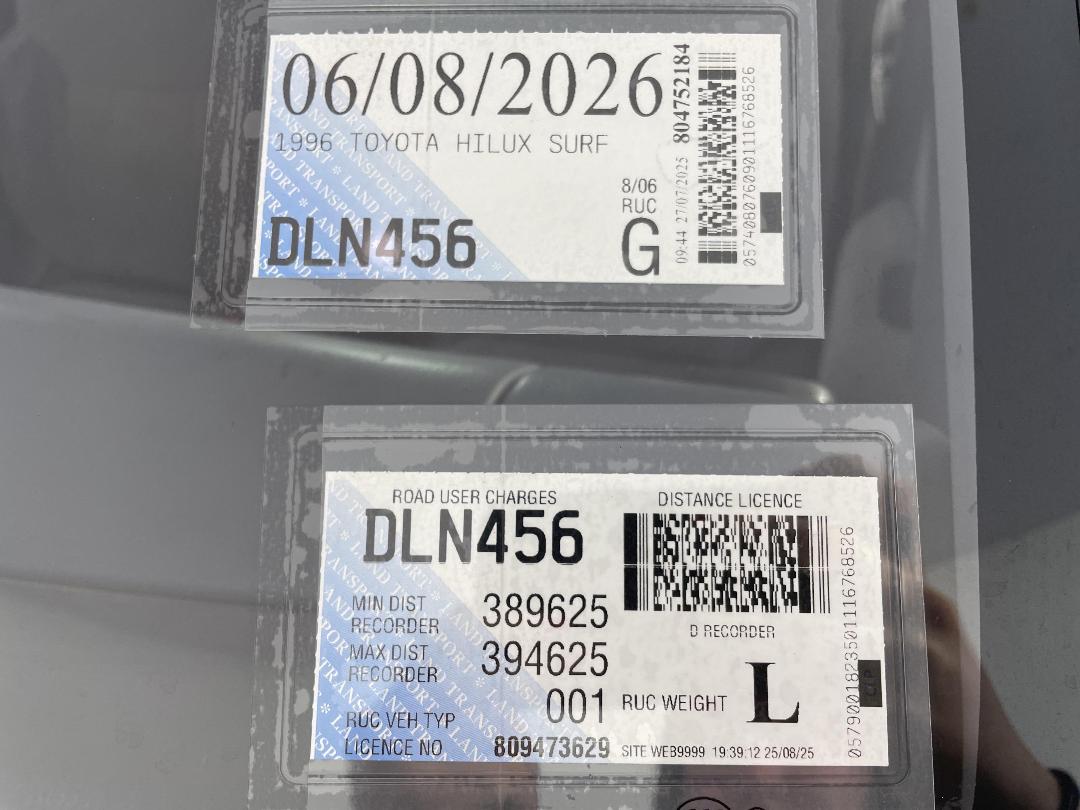 06/08/2026
1996 TOYOTA HILUX SURF
DLN456
8/06
RUC
G
09:44 27/07/2025 804752184
0574080760901116768526
ROAD USER CHARGES
DISTANCE LICENCE
DLN456
MIN DIST
RECORDER 389625
MAX DIST
RECORDER 394625
RUC VEH TYP 001
LICENCE NO 809473629
D RECORDER
RUC WEIGHT L
SITE WEB9999 19:39:12 25/08/25
0579001823501116768526